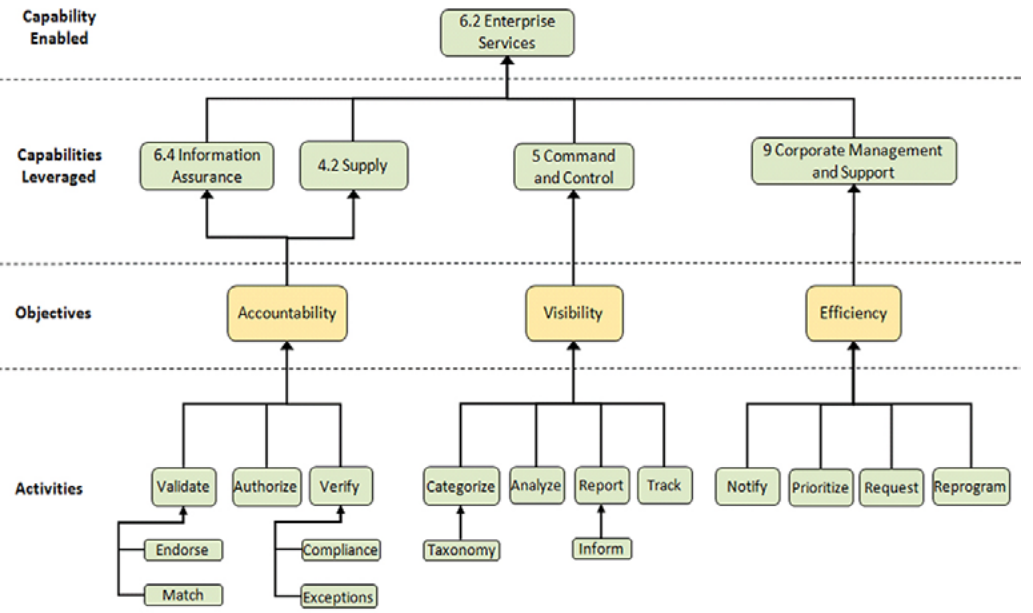 Capability
Enabled
6.2 Enterprise
Services
Capabilities
Leveraged
6.4 Information
Assurance
4.2 Supply
5 Command
and Control
9 Corporate Management
and Support
Objectives
Accountability
Visibility
Efficiency
Activities
Validate
Authorize
Verify
Categorize
Analyze
Report
Track
Notify
Prioritize
Request
Reprogram
Endorse
Compliance
Taxonomy
Inform
Match
Exceptions